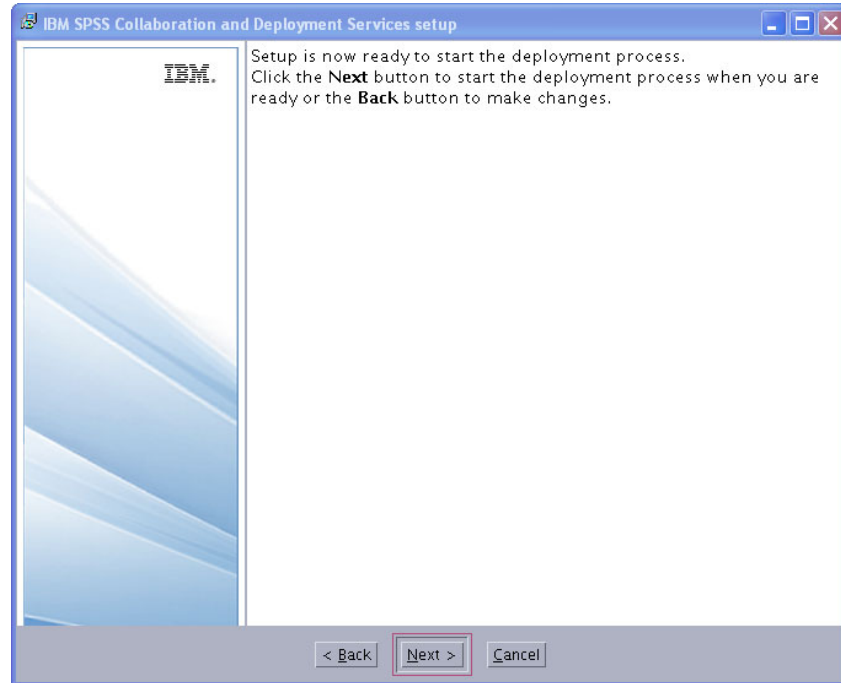 IBM SPSS Collaboration and Deployment Services setup
IBM.
Setup is now ready to start the deployment process.
Click the Next button to start the deployment process when you are
ready or the Back button to make changes.
< Back
Next >
Cancel